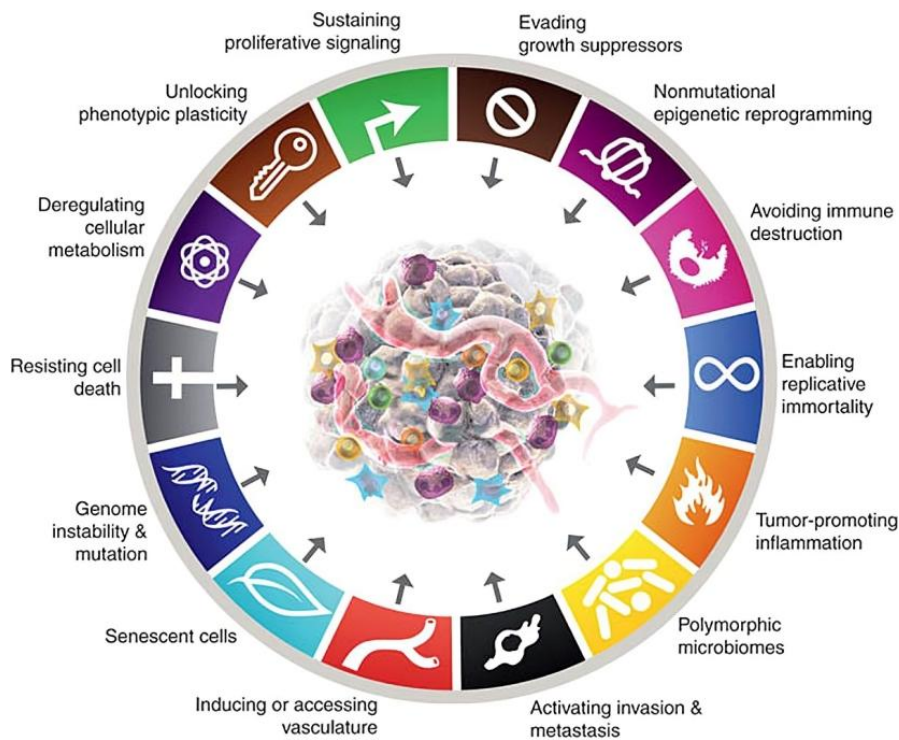 Sustaining
proliferative signaling
Evading
growth suppressors
Nonmutational
epigenetic reprogramming
Avoiding immune
destruction
Enabling
replicative
immortality
Tumor-promoting
inflammation
Polymorphic
microbiomes
Activating invasion &
metastasis
Inducing or accessing
vasculature
Senescent cells
Genome
instability &
mutation
Resisting cell
death
Deregulating
cellular
metabolism
Unlocking
phenotypic plasticity